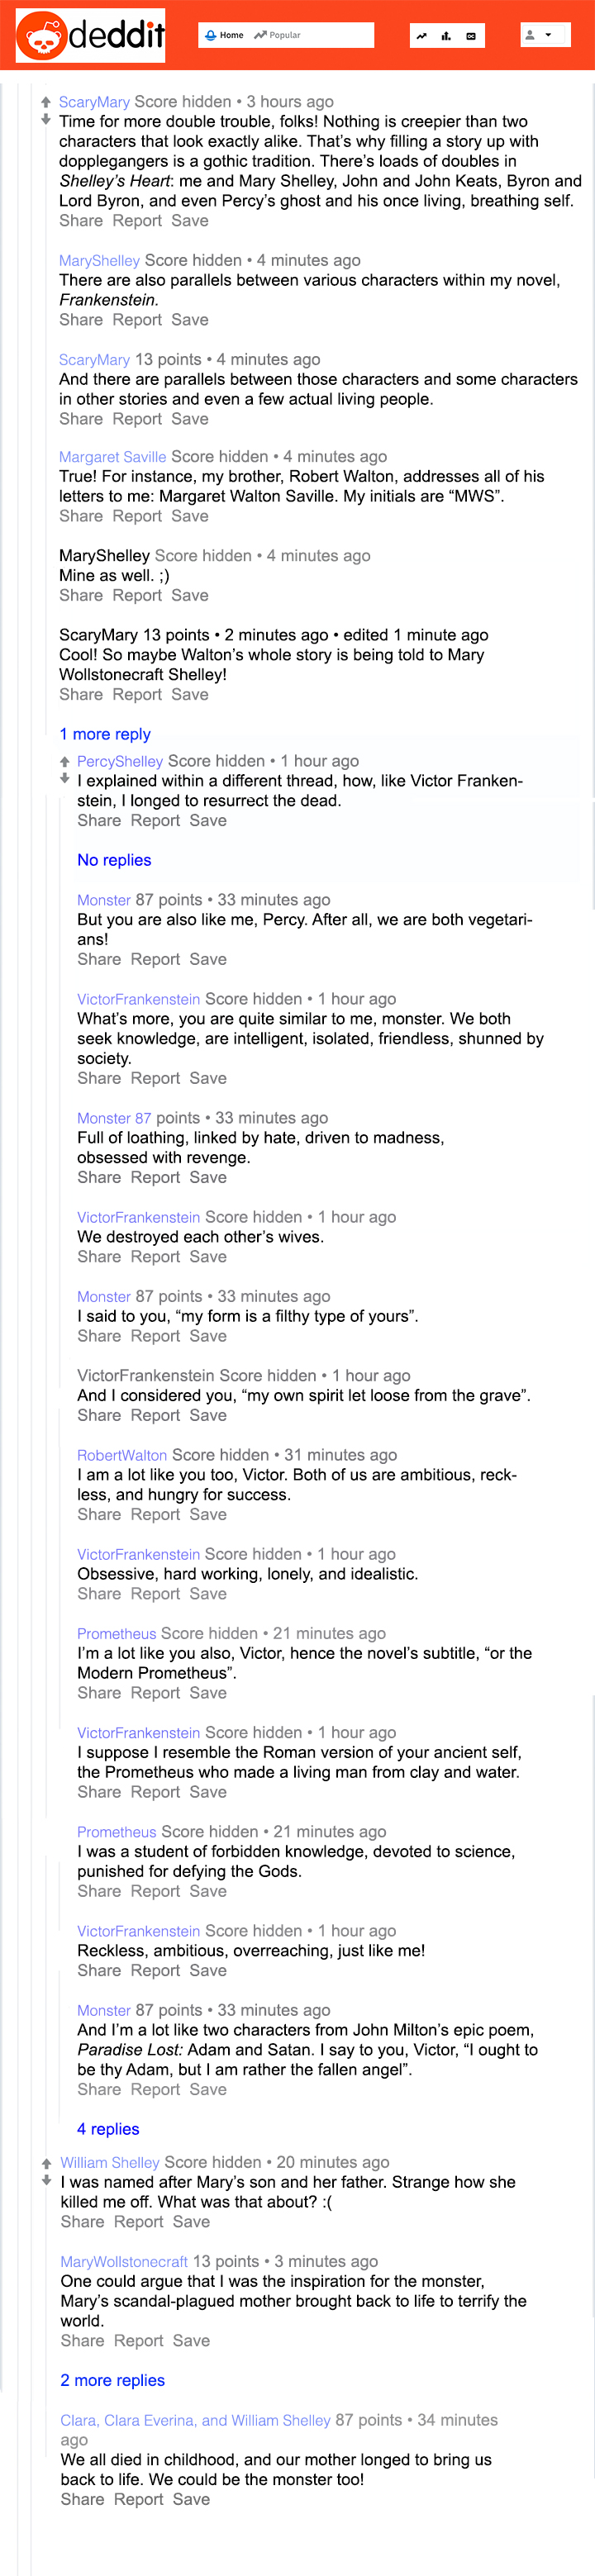 deddit
Home Popular
ScaryMary Score hidden • 3 hours ago
Time for more double trouble, folks! Nothing is creepier than two
characters that look exactly alike. That’s why filling a story up with
dopplegangers is a gothic tradition. There’s loads of doubles in
Shelley’s Heart: me and Mary Shelley, John and John Keats, Byron and
Lord Byron, and even Percy’s ghost and his once living, breathing self.
Share Report Save
MaryShelley Score hidden • 4 minutes ago
There are also parallels between various characters within my novel,
Frankenstein.
Share Report Save
ScaryMary 13 points • 4 minutes ago
And there are parallels between those characters and some characters
in other stories and even a few actual living people.
Share Report Save
Margaret Saville Score hidden • 4 minutes ago
True! For instance, my brother, Robert Walton, addresses all of his
letters to me: Margaret Walton Saville. My initials are “MWS”.
Share Report Save
MaryShelley Score hidden • 4 minutes ago
Mine as well. ;)
Share Report Save
ScaryMary 13 points • 2 minutes ago • edited 1 minute ago
Cool! So maybe Walton’s whole story is being told to Mary
Wollstonecraft Shelley!
Share Report Save
1 more reply
PercyShelley Score hidden • 1 hour ago
I explained within a different thread, how, like Victor Franken-
stein, I longed to resurrect the dead.
Share Report Save
No replies
Monster 87 points • 33 minutes ago
But you are also like me, Percy. After all, we are both vegetari-
ans!
Share Report Save
VictorFrankenstein Score hidden • 1 hour ago
What’s more, you are quite similar to me, monster. We both
seek knowledge, are intelligent, isolated, friendless, shunned by
society.
Share Report Save
Monster 87 points • 33 minutes ago
Full of loathing, linked by hate, driven to madness,
obsessed with revenge.
Share Report Save
VictorFrankenstein Score hidden • 1 hour ago
We destroyed each other’s wives.
Share Report Save
Monster 87 points • 33 minutes ago
I said to you, “my form is a filthy type of yours”.
Share Report Save
VictorFrankenstein Score hidden • 1 hour ago
And I considered you, “my own spirit let loose from the grave”.
Share Report Save
RobertWalton Score hidden • 31 minutes ago
I am a lot like you too, Victor. Both of us are ambitious, reck-
less, and hungry for success.
Share Report Save
VictorFrankenstein Score hidden • 1 hour ago
Obsessive, hard working, lonely, and idealistic.
Share Report Save
Prometheus Score hidden • 21 minutes ago
I’m a lot like you also, Victor, hence the novel’s subtitle, “or the
Modern Prometheus”.
Share Report Save
VictorFrankenstein Score hidden • 1 hour ago
I suppose I resemble the Roman version of your ancient self,
the Prometheus who made a living man from clay and water.
Share Report Save
Prometheus Score hidden • 21 minutes ago
I was a student of forbidden knowledge, devoted to science,
punished for defying the Gods.
Share Report Save
VictorFrankenstein Score hidden • 1 hour ago
Reckless, ambitious, overreaching, just like me!
Share Report Save
Monster 87 points • 33 minutes ago
And I’m a lot like two characters from John Milton’s epic poem,
Paradise Lost: Adam and Satan. I say to you, Victor, “I ought to
be thy Adam, but I am rather the fallen angel”.
Share Report Save
4 replies
William Shelley Score hidden • 20 minutes ago
I was named after Mary’s son and her father. Strange how she
killed me off. What was that about? :(
Share Report Save
MaryWollstonecraft 13 points • 3 minutes ago
One could argue that I was the inspiration for the monster,
Mary’s scandal-plagued mother brought back to life to terrify the
world.
Share Report Save
2 more replies
Clara, Clara Everina, and William Shelley 87 points • 34 minutes
ago
We all died in childhood, and our mother longed to bring us
back to life. We could be the monster too!
Share Report Save